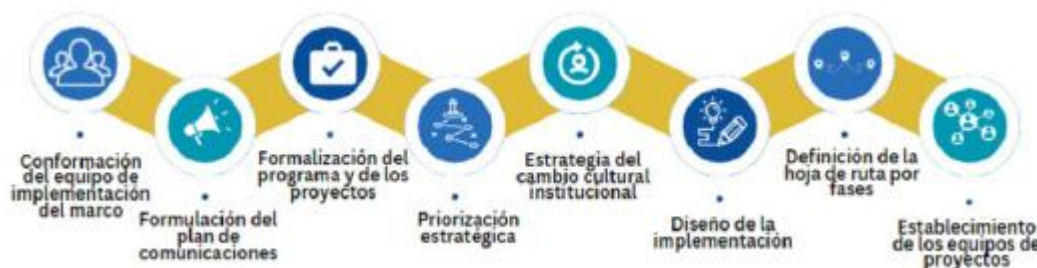 Conformación
del equipo de
implementación
del marco
Formulación del
plan de
comunicaciones
Formalización del
programa y de los
proyectos
Priorización
estratégica
Estrategia del
cambio cultural
institucional
Diseño de la
implementación
Definición de la
hoja de ruta por
fases
Establecimiento
de los equipos de
proyectos